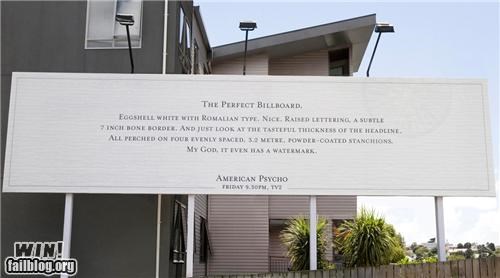 The Perfect Billboard.
Eggshell white with Romalian type. Nice. Raised lettering, a subtle
7 inch bone border. And just look at the tasteful thickness of the headline.
All perched on four evenly spaced, 3.2 metre, powder-coated stanchions.
My God, it even has a watermark.
American Psycho
Friday 9.30pm, TV2
WIN!
failblog.org